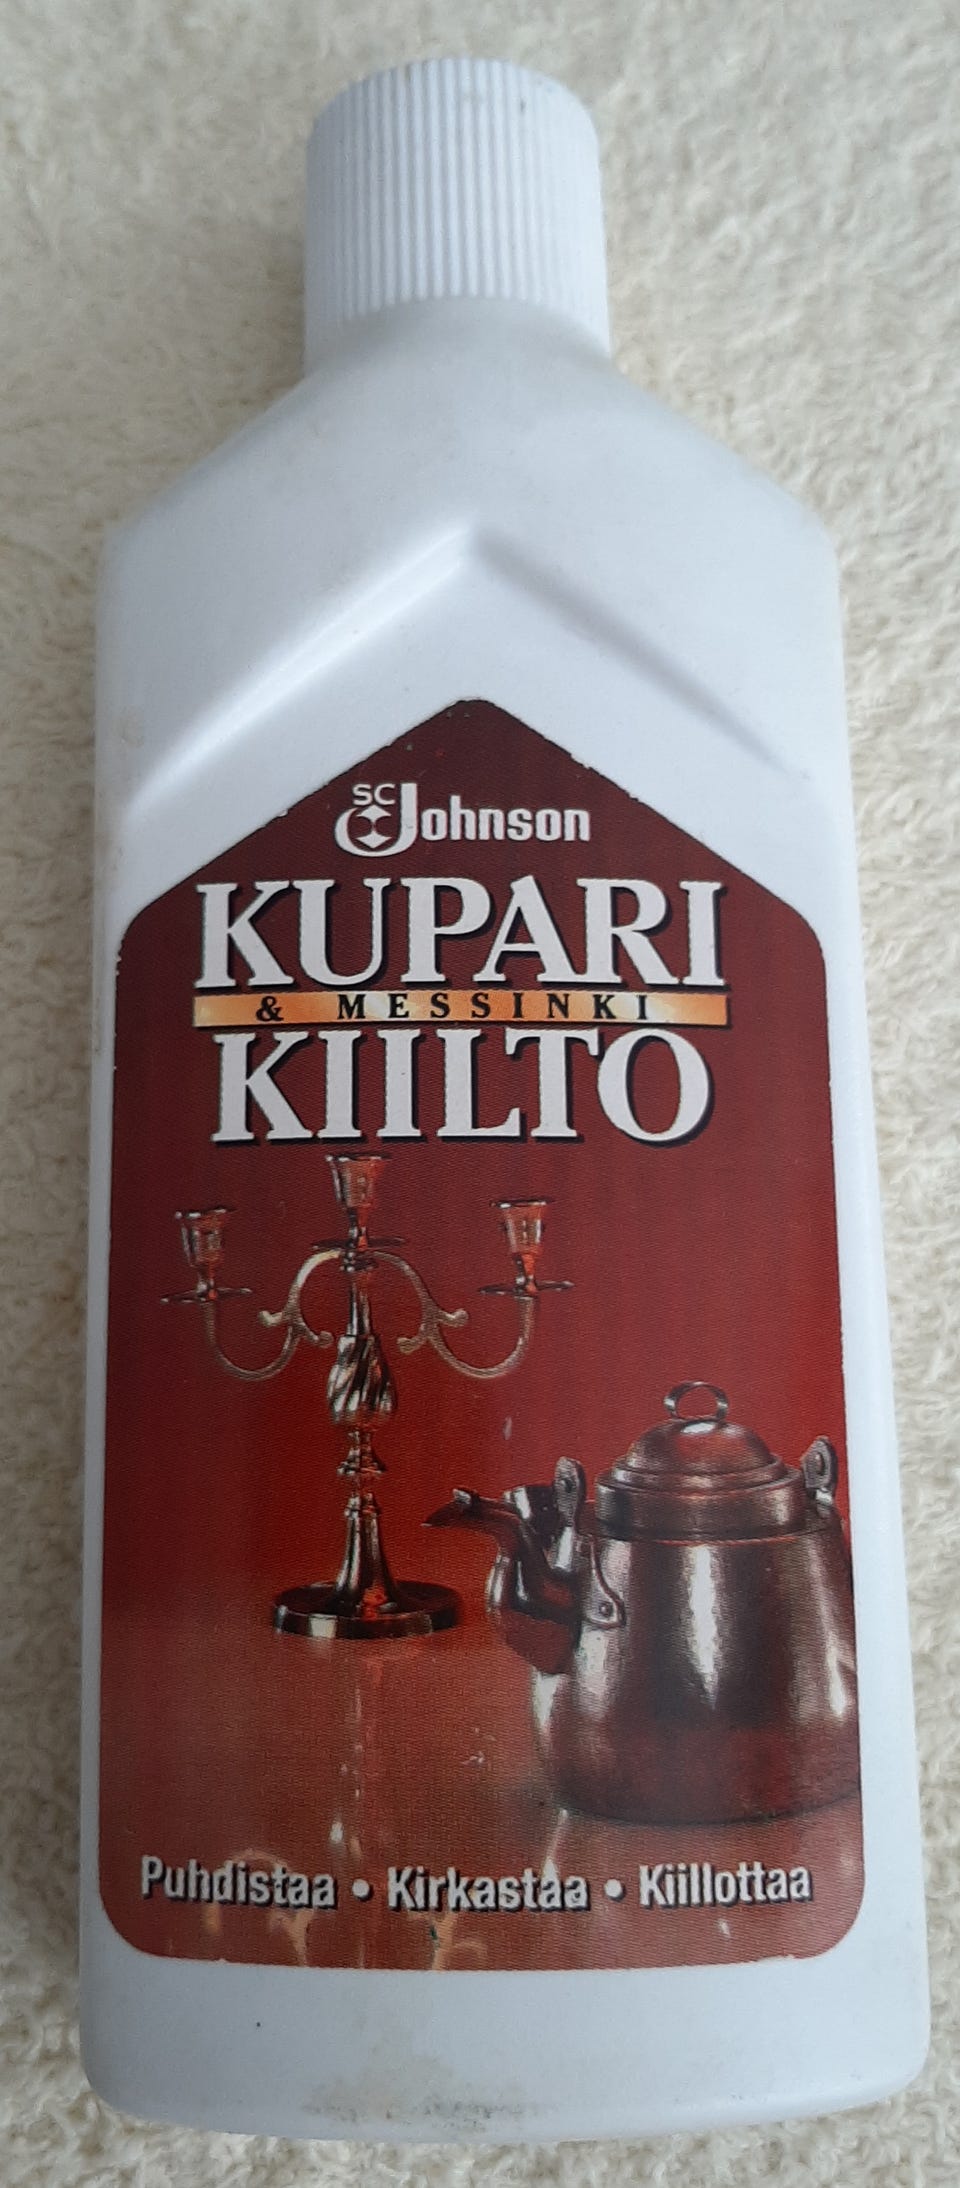 SC Johnson
KUPARI
& MESSINKI
KIILTO
Puhdistaa • Kirkastaa • Kiillottaa